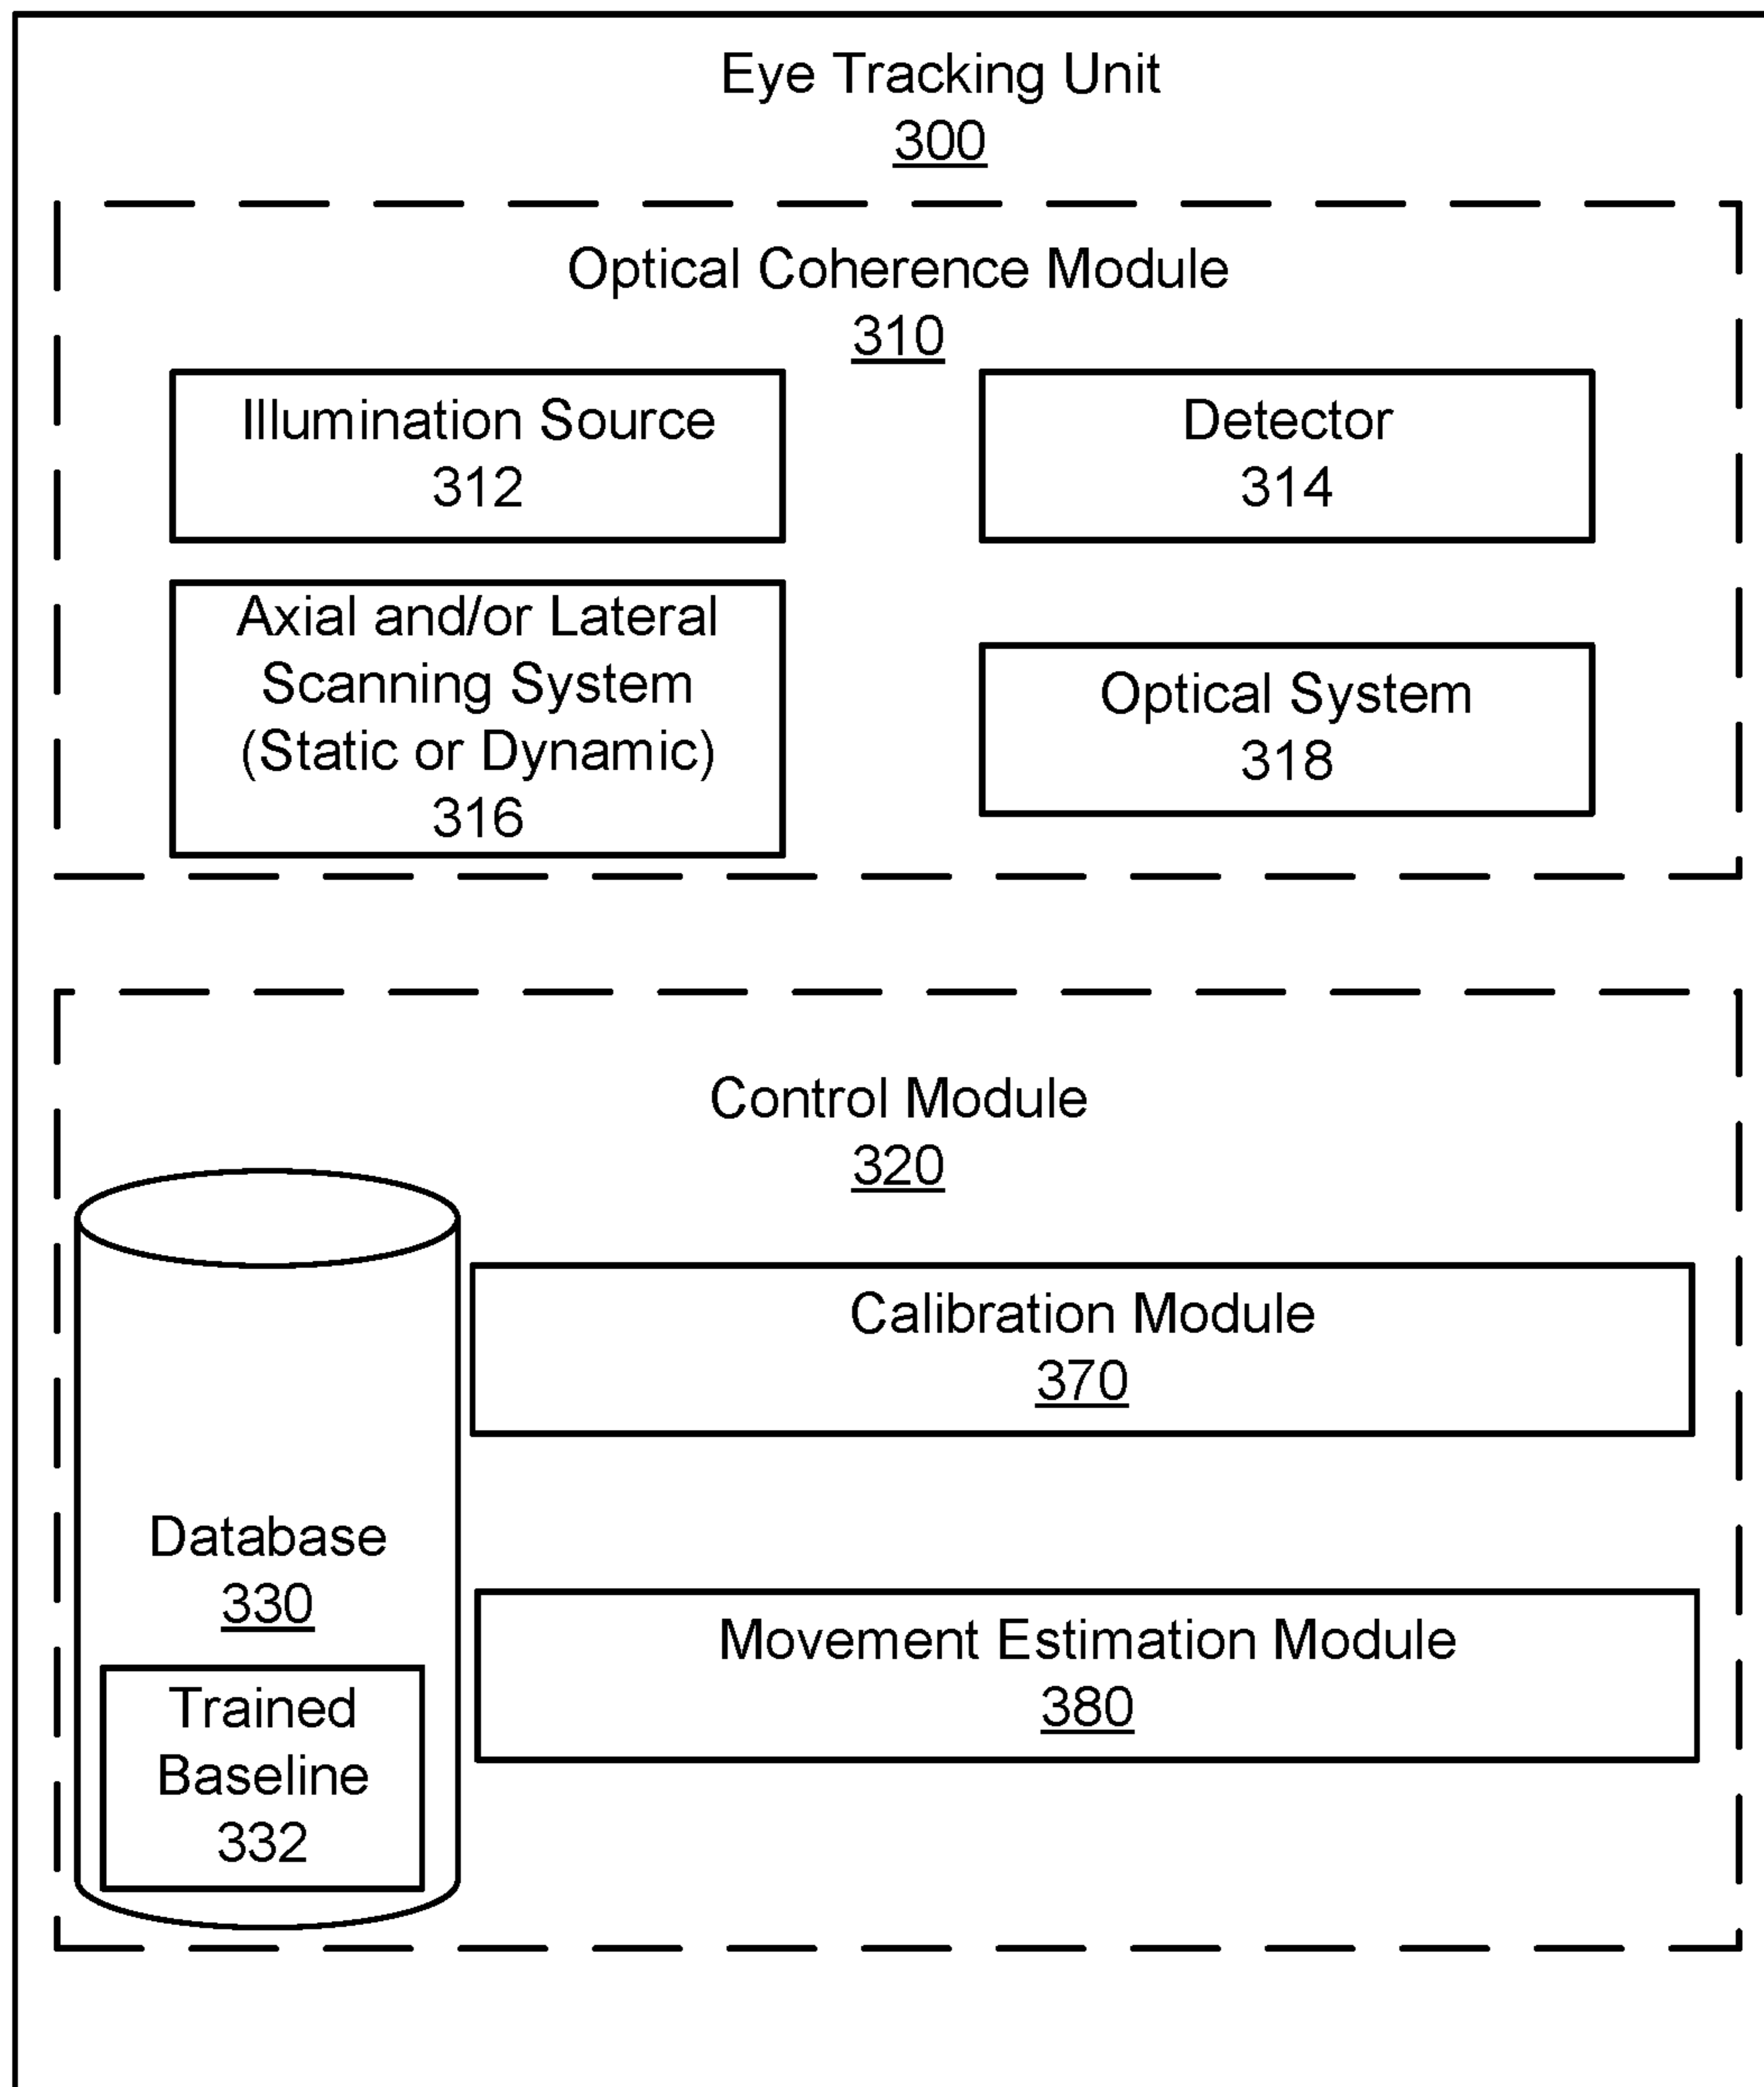 Eye Tracking Unit
300
Optical Coherence Module
310
Illumination Source
312
Detector
314
Axial and/or Lateral
Scanning System
(Static or Dynamic)
316
Optical System
318
Control Module
320
Calibration Module
370
Database
330
Movement Estimation Module
380
Trained
Baseline
332